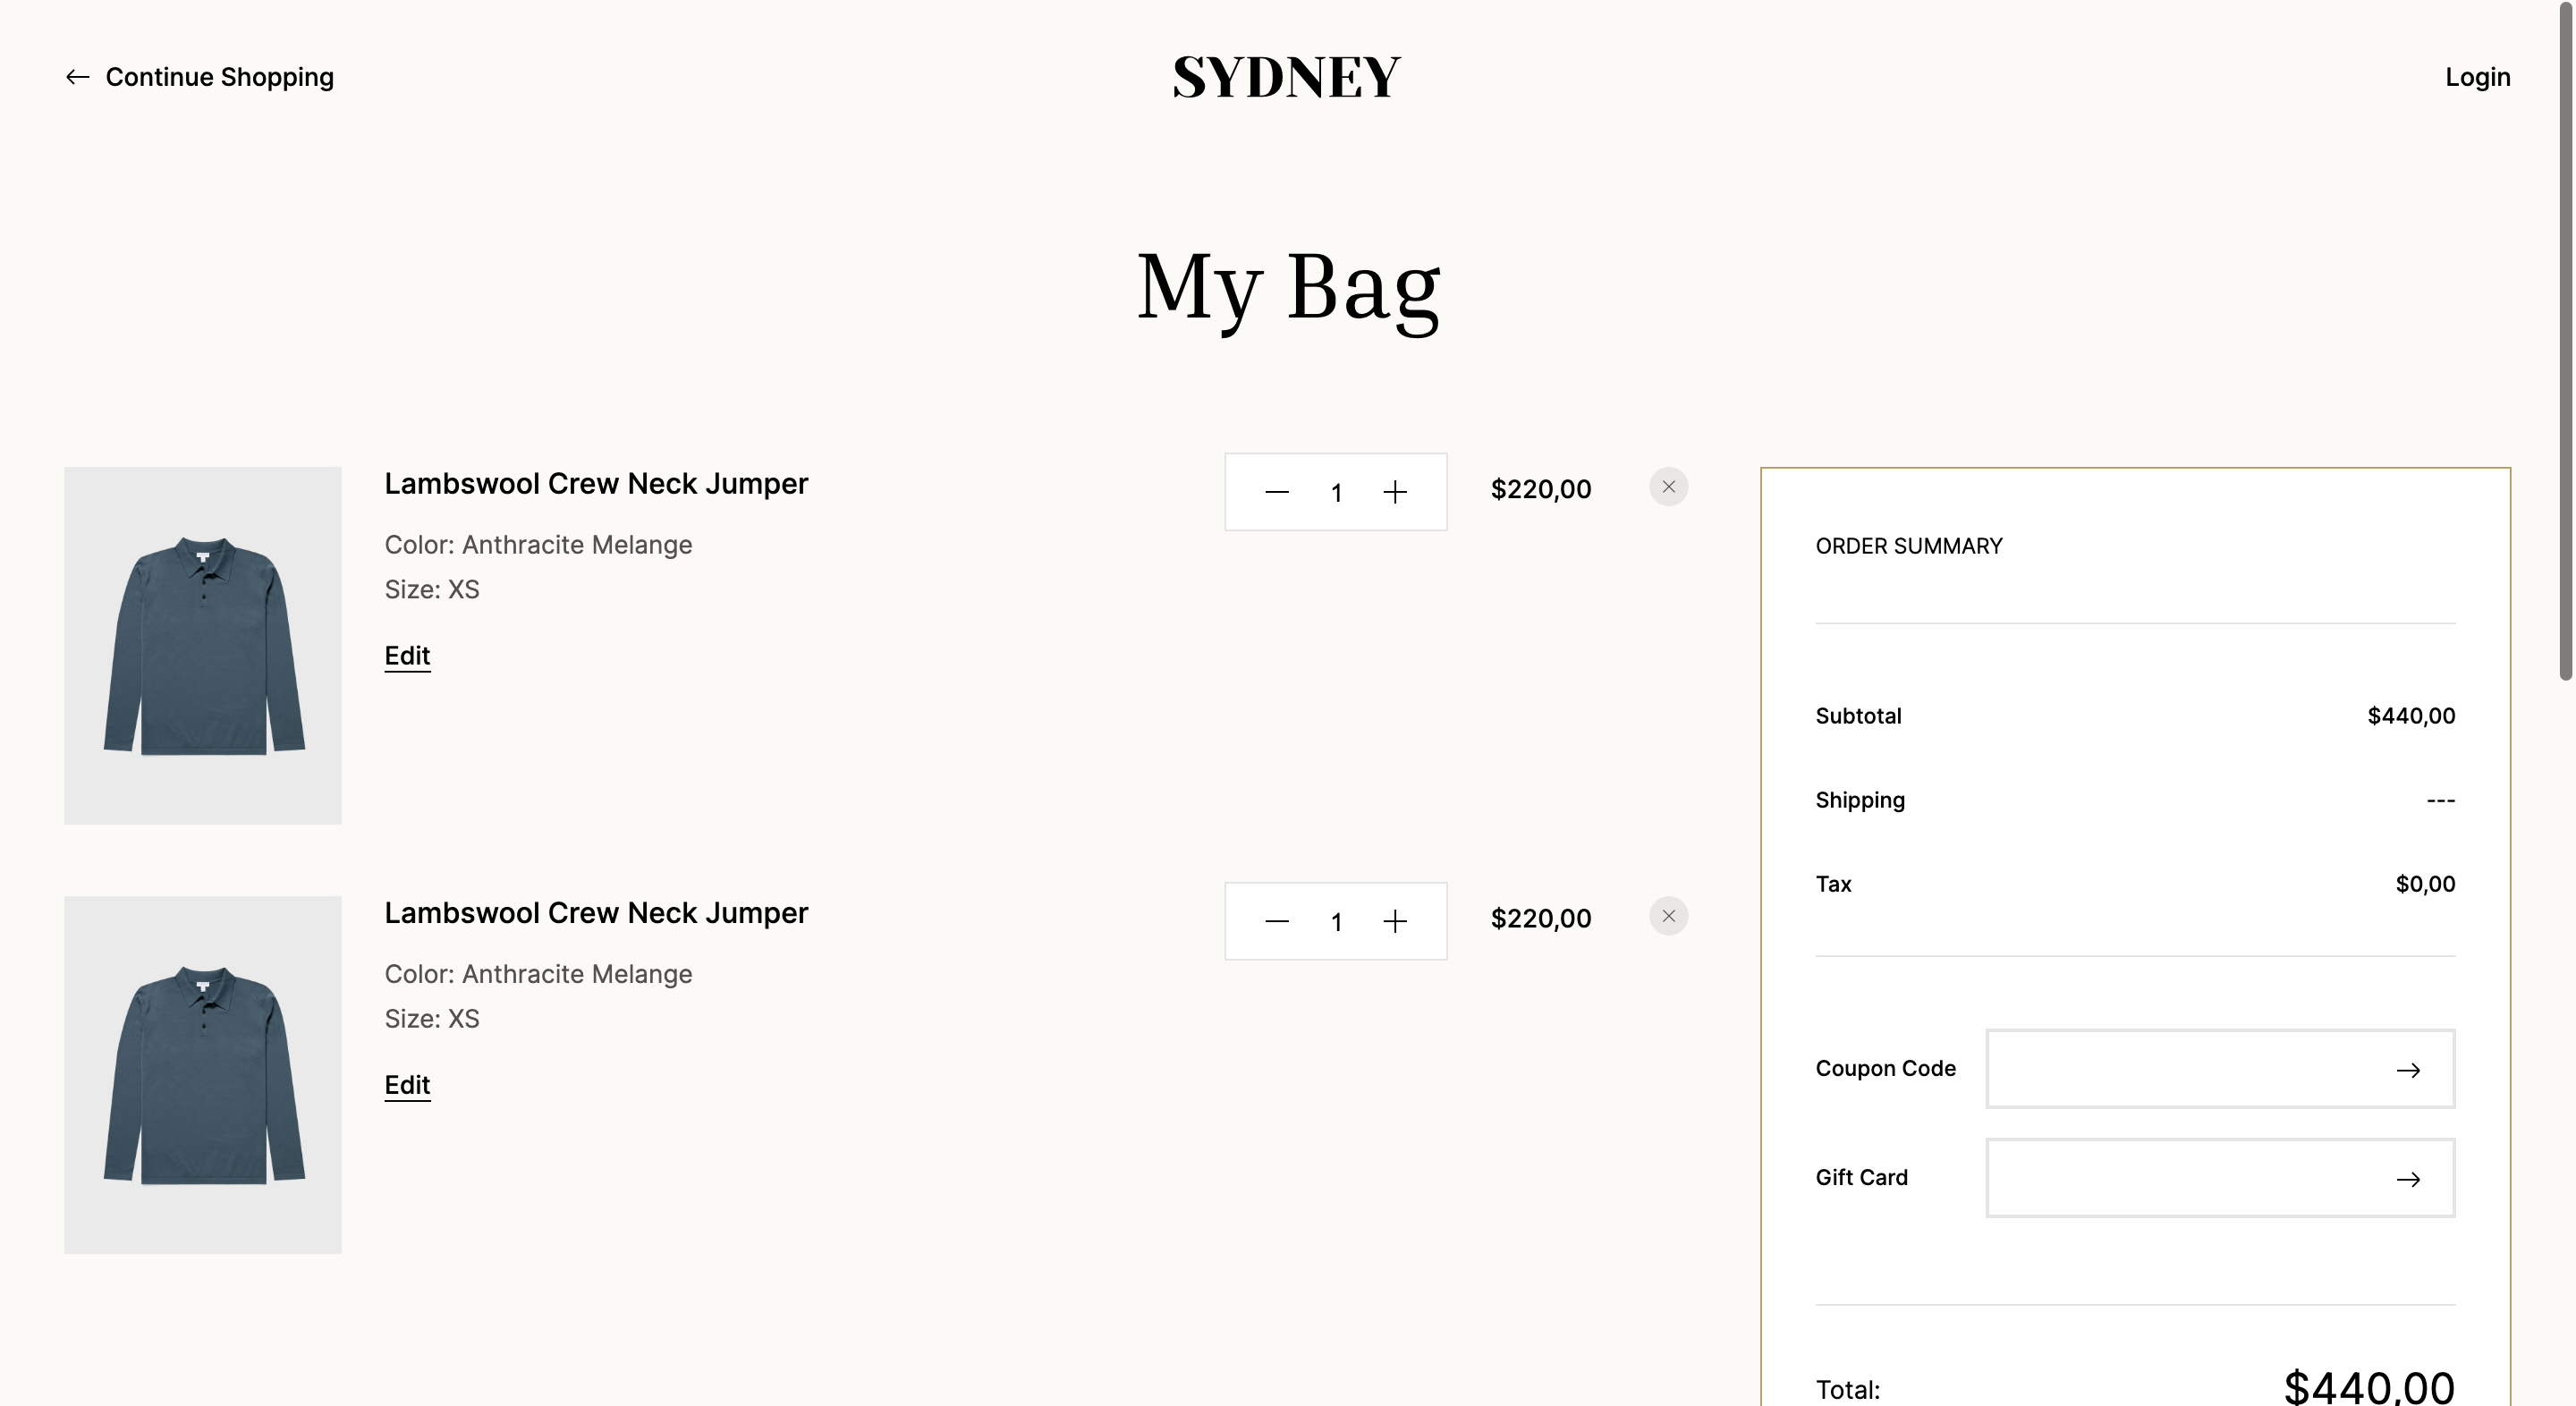 Continue Shopping
SYDNEY
Login
My Bag
Lambswool Crew Neck Jumper
Color: Anthracite Melange
Size: XS
Edit
1
$220,00
Lambswool Crew Neck Jumper
Color: Anthracite Melange
Size: XS
Edit
1
$220,00
ORDER SUMMARY
Subtotal $440,00
Shipping ---
Tax $0,00
Coupon Code
Gift Card
Total: $440,00